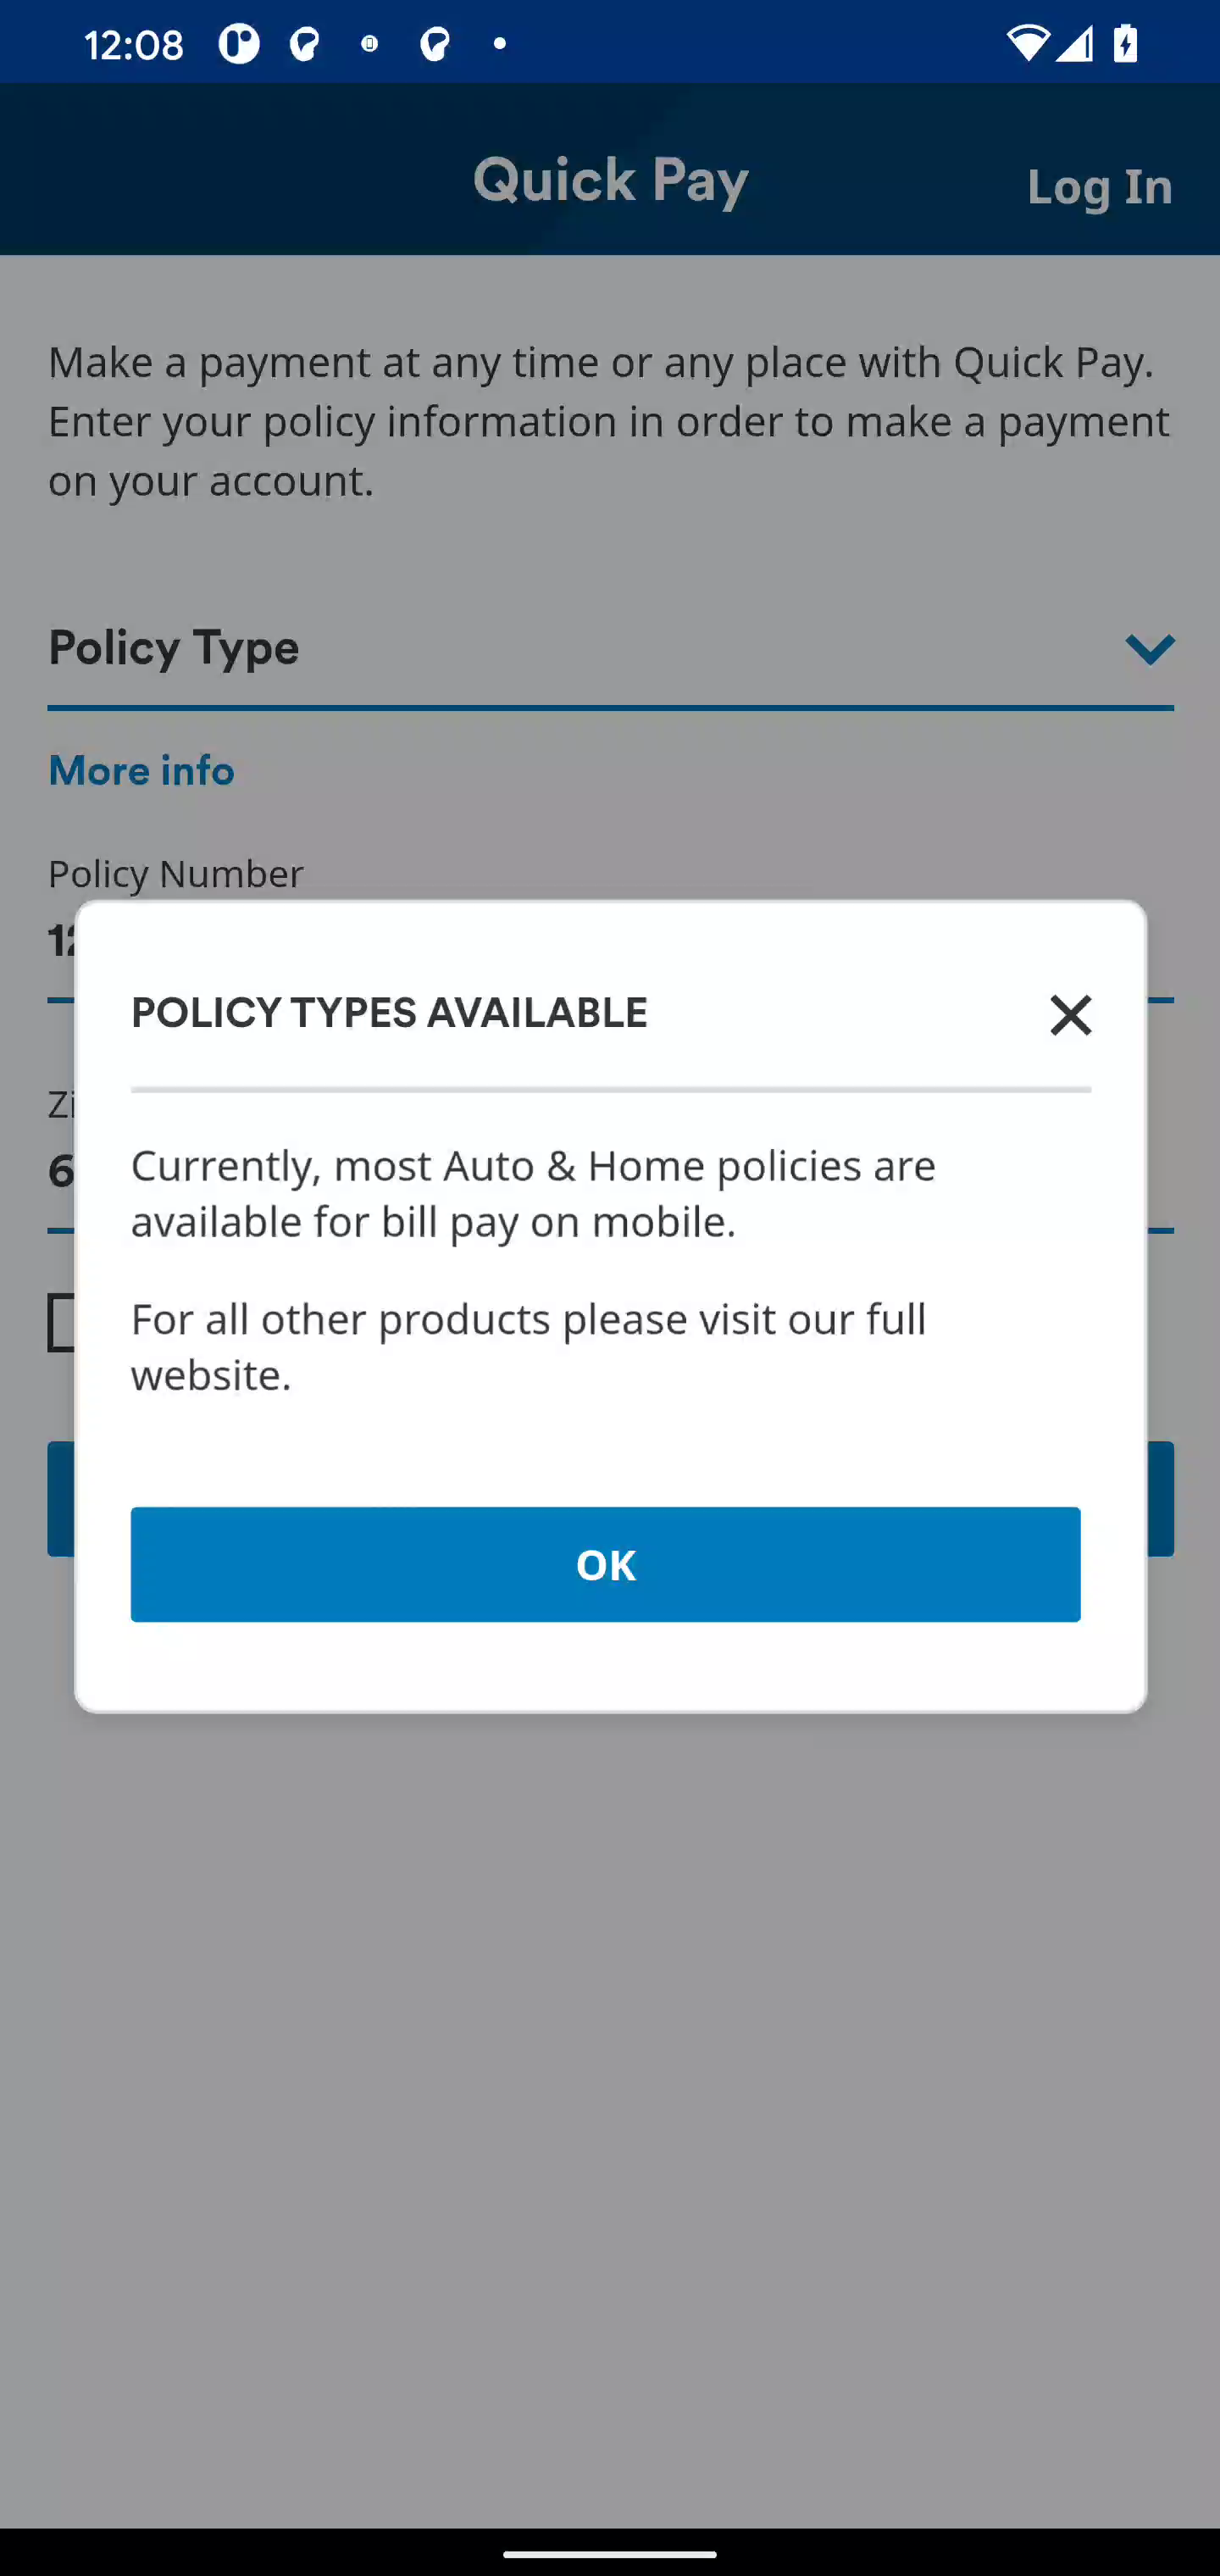 12:08
Quick Pay
Log In
Make a payment at any time or any place with Quick Pay.
Enter your policy information in order to make a payment
on your account.
Policy Type
More info
Policy Number
POLICY TYPES AVAILABLE
Currently, most Auto & Home policies are
available for bill pay on mobile.
For all other products please visit our full
website.
OK